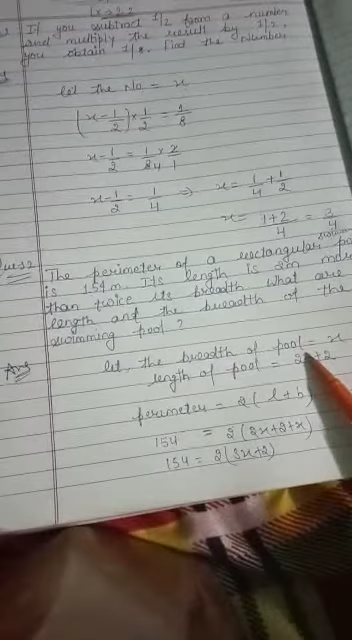 If you subtract 1/2 from a number
and multiply the result by 1/2.
you obtain 1/8. Find the Number
let the No = x
(x - 1/2) × 1/2 = 1/8
x - 1/2 = 1/8 4 × 2/1
x - 1/2 = 1/4 ⇒ x = 1/4 + 1/2
x = 1+2/4 = 3/4
Ques2 The perimeter of a rectangular swim
is 154 m. Its length is 2m more
than twice its breadth what are
length and the breadth of the
swimming pool?
Ans let, the breadth of pool = x
length of pool = 2x+2
perimeter = 2(l+b)
154 = 2(2x+2+x)
154 = 2(3x+2)